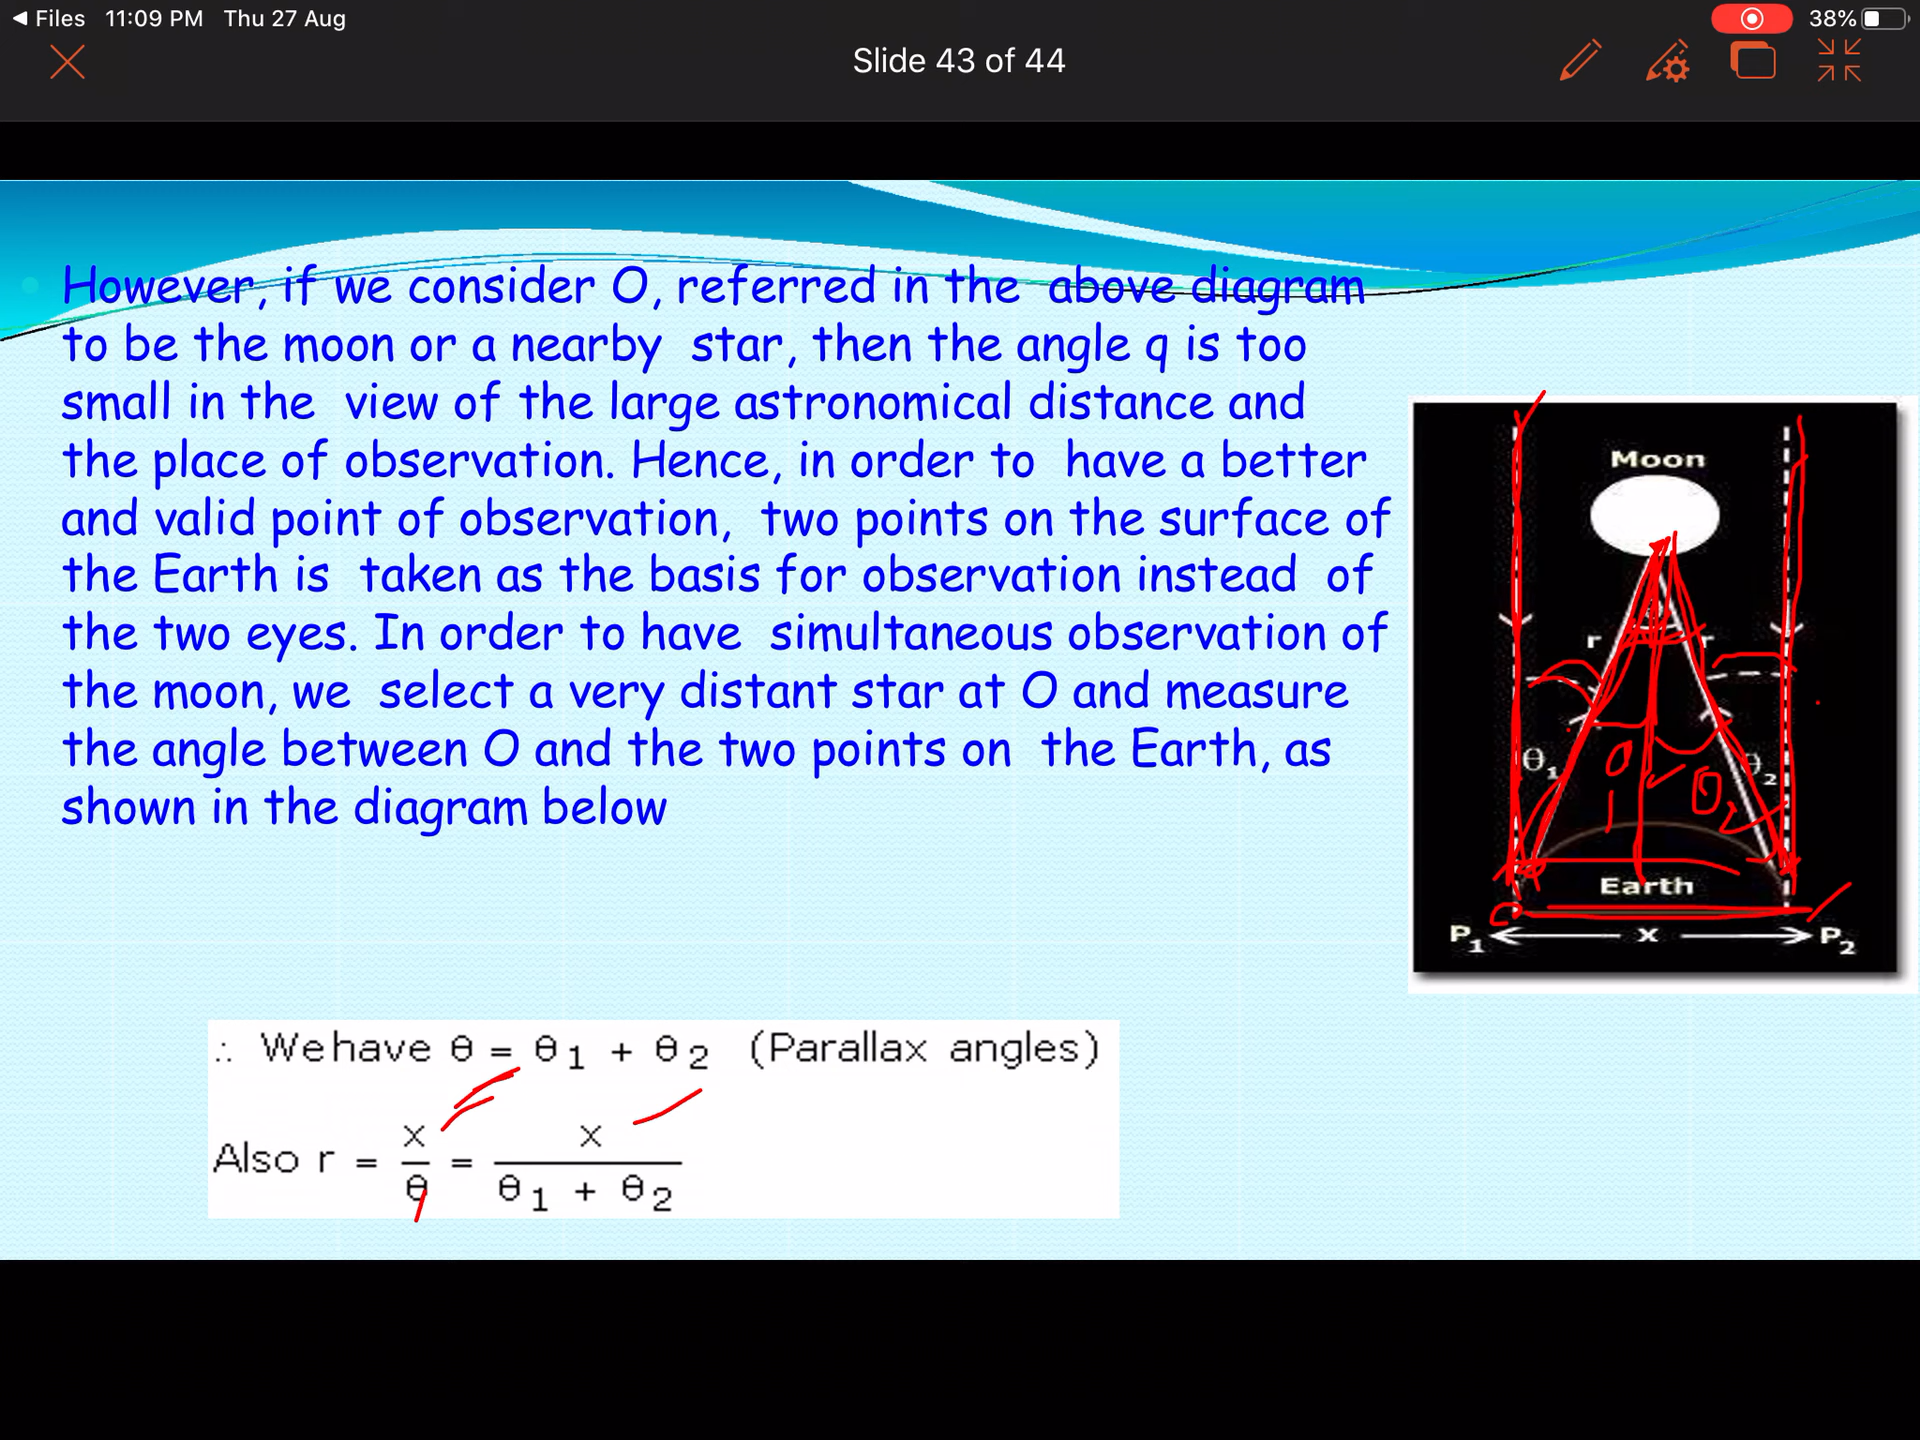 Files 11:09 PM Thu 27 Aug 38%
Slide 43 of 44
However, if we consider O, referred in the above diagram
to be the moon or a nearby star, then the angle q is too
small in the view of the large astronomical distance and
the place of observation. Hence, in order to have a better
and valid point of observation, two points on the surface of
the Earth is taken as the basis for observation instead of
the two eyes. In order to have simultaneous observation of
the moon, we select a very distant star at O and measure
the angle between O and the two points on the Earth, as
shown in the diagram below
Moon
r r
θ1 θ2
θ1 θ2
Earth
P1 x P2
∴ We have θ = θ1 + θ2 (Parallax angles)
Also r = x/θ = x/(θ1 + θ2)